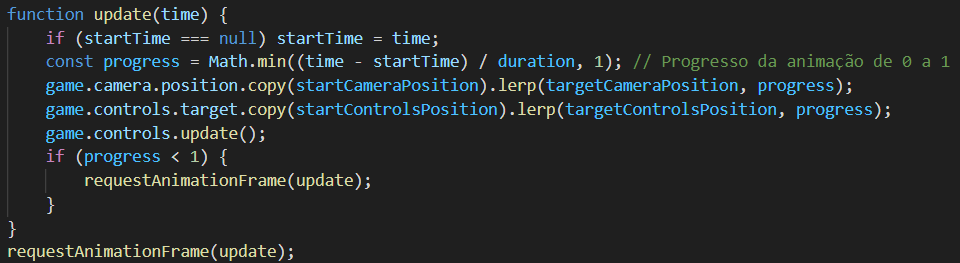 function update(time) {
    if (startTime === null) startTime = time;
    const progress = Math.min((time - startTime) / duration, 1); // Progresso da animação de 0 a 1
    game.camera.position.copy(startCameraPosition).lerp(targetCameraPosition, progress);
    game.controls.target.copy(startControlsPosition).lerp(targetControlsPosition, progress);
    game.controls.update();
    if (progress < 1) {
        requestAnimationFrame(update);
    }
}
requestAnimationFrame(update);